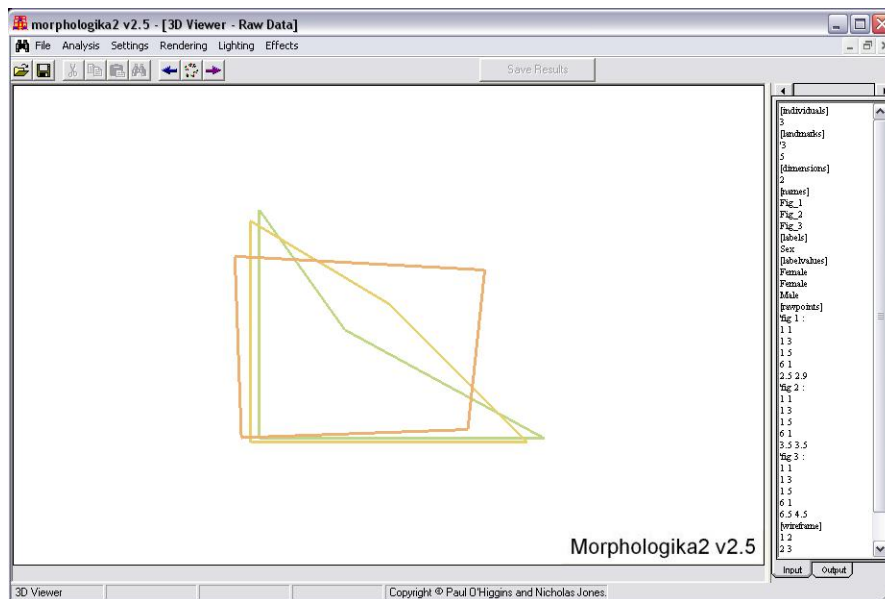 morphologika2 v2.5 - [3D Viewer - Raw Data]
File Analysis Settings Rendering Lighting Effects
Save Results
[individuals]
3
[landmarks]
'3
5
[dimensions]
2
[names]
Fig_1
Fig_2
Fig_3
[labels]
Sex
[labelvalues]
Female
Female
Male
[rawpoints]
'fig 1 :
1 1
1 3
1 5
6 1
2.5 2.9
'fig 2 :
1 1
1 3
1 5
6 1
3.5 3.5
'fig 3 :
1 1
1 3
1 5
6 1
6.5 4.5
[wireframe]
1 2
2 3
Morphologika2 v2.5
Input Output
3D Viewer
Copyright © Paul O'Higgins and Nicholas Jones.